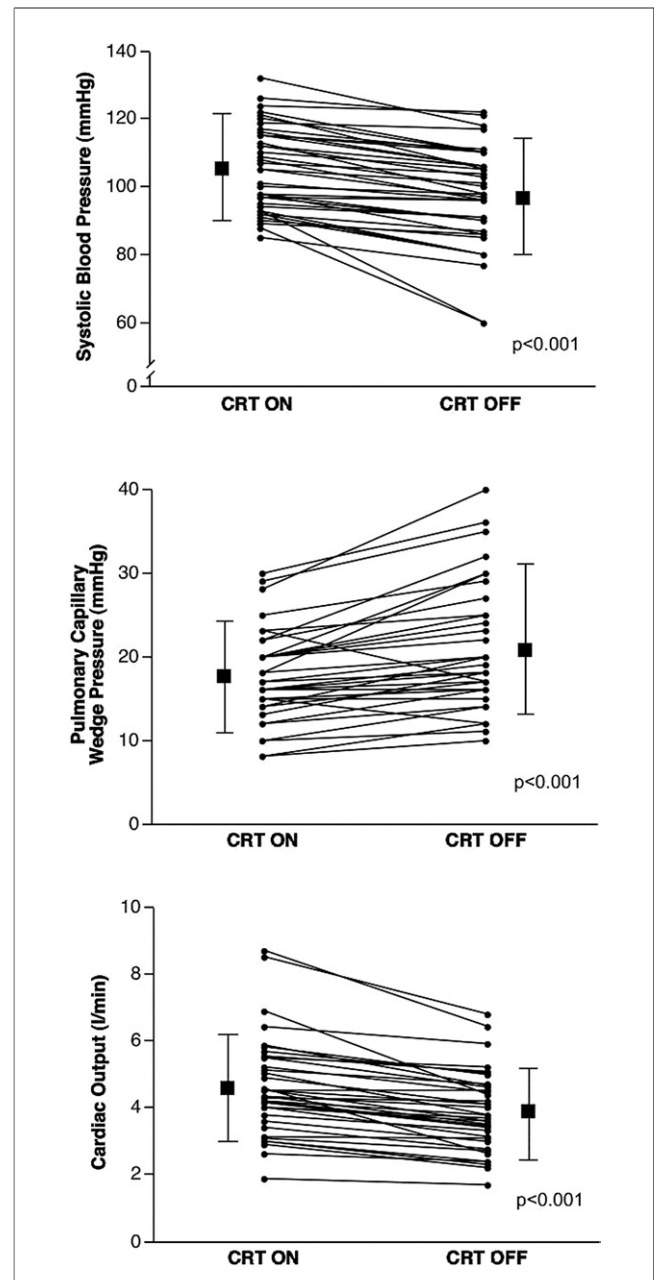 Systolic Blood Pressure (mmHg)
140
120
100
80
60
0
p<0.001
CRT ON
CRT OFF
Pulmonary Capillary
Wedge Pressure (mmHg)
40
30
20
10
0
p<0.001
CRT ON
CRT OFF
Cardiac Output (l/min)
10
8
6
4
2
0
p<0.001
CRT ON
CRT OFF